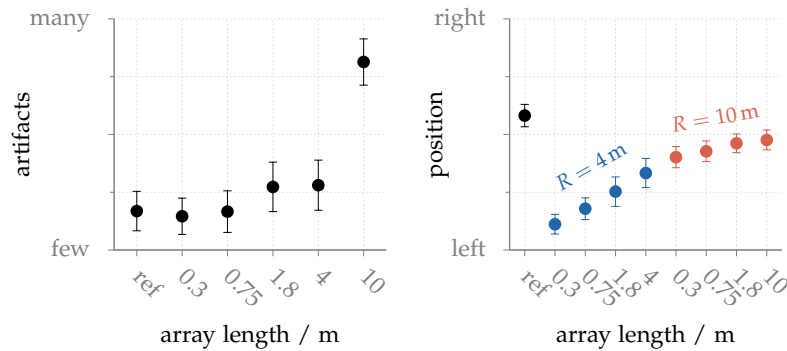 many
artifacts
few
ref
0.3
0.75
1.8
4
10
array length / m
right
position
left
R = 4 m
R = 10 m
ref
0.3
0.75
1.8
4
0.3
0.75
1.8
10
array length / m